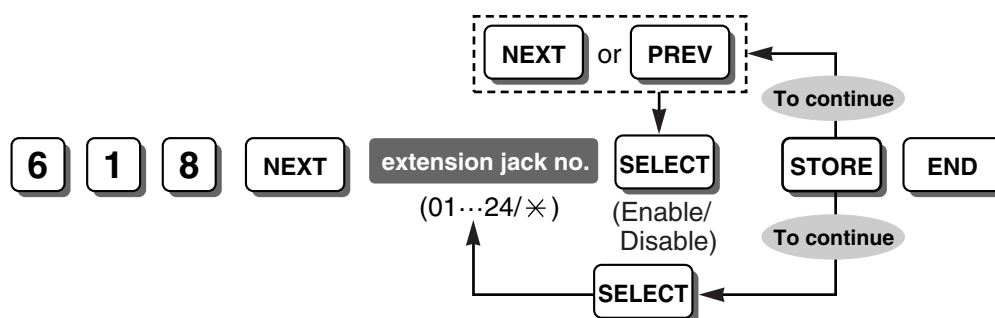 NEXT or PREV
To continue
6 1 8 NEXT extension jack no. SELECT STORE END
(01···24/✳)
(Enable/
Disable)
To continue
SELECT